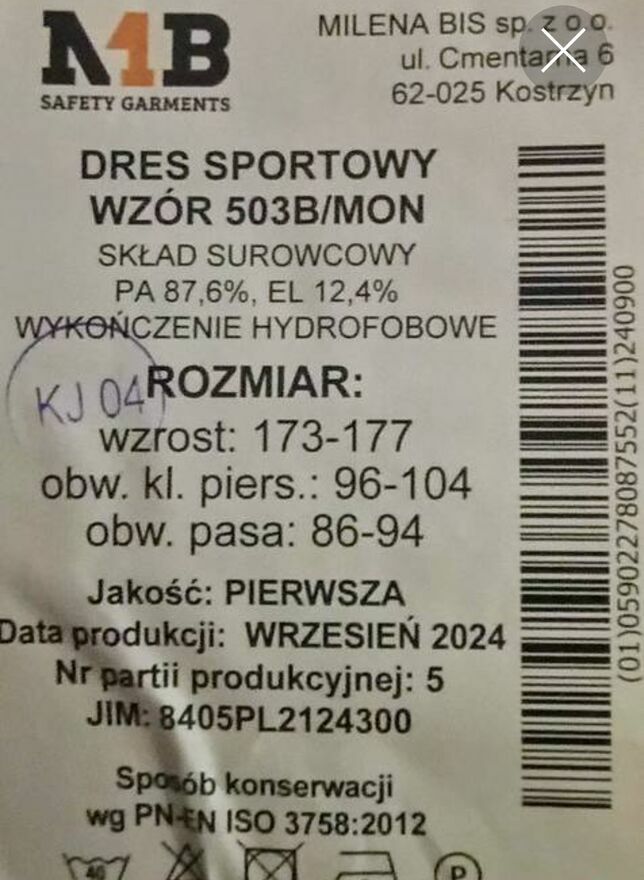 M1B
SAFETY GARMENTS
MILENA BIS sp. z o.o.
ul. Cmentarna 6
62-025 Kostrzyn
DRES SPORTOWY
WZÓR 503B/MON
SKŁAD SUROWCOWY
PA 87,6%, EL 12,4%
WYKOŃCZENIE HYDROFOBOWE
KJ 04
ROZMIAR:
wzrost: 173-177
obw. kl. piers.: 96-104
obw. pasa: 86-94
Jakość: PIERWSZA
Data produkcji: WRZESIEŃ 2024
Nr partii produkcyjnej: 5
JIM: 8405PL2124300
Sposób konserwacji
wg PN-EN ISO 3758:2012
40
P
(01)05902278087552(11)240900